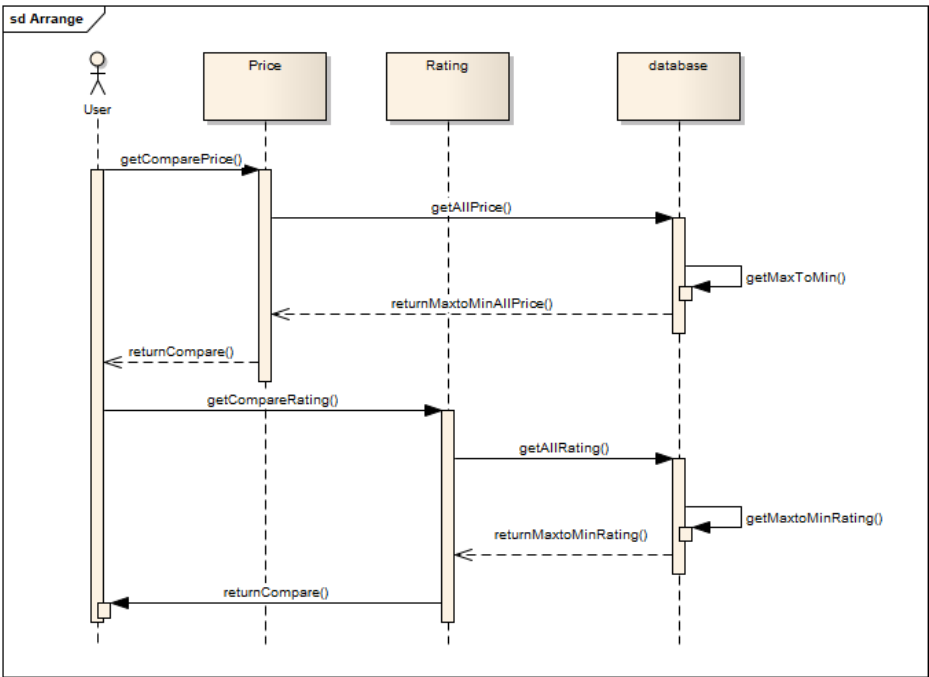 sd Arrange
Price
Rating
database
User
getComparePrice()
getAllPrice()
getMaxToMin()
returnMaxtoMinAllPrice()
returnCompare()
getCompareRating()
getAllRating()
getMaxtoMinRating()
returnMaxtoMinRating()
returnCompare()